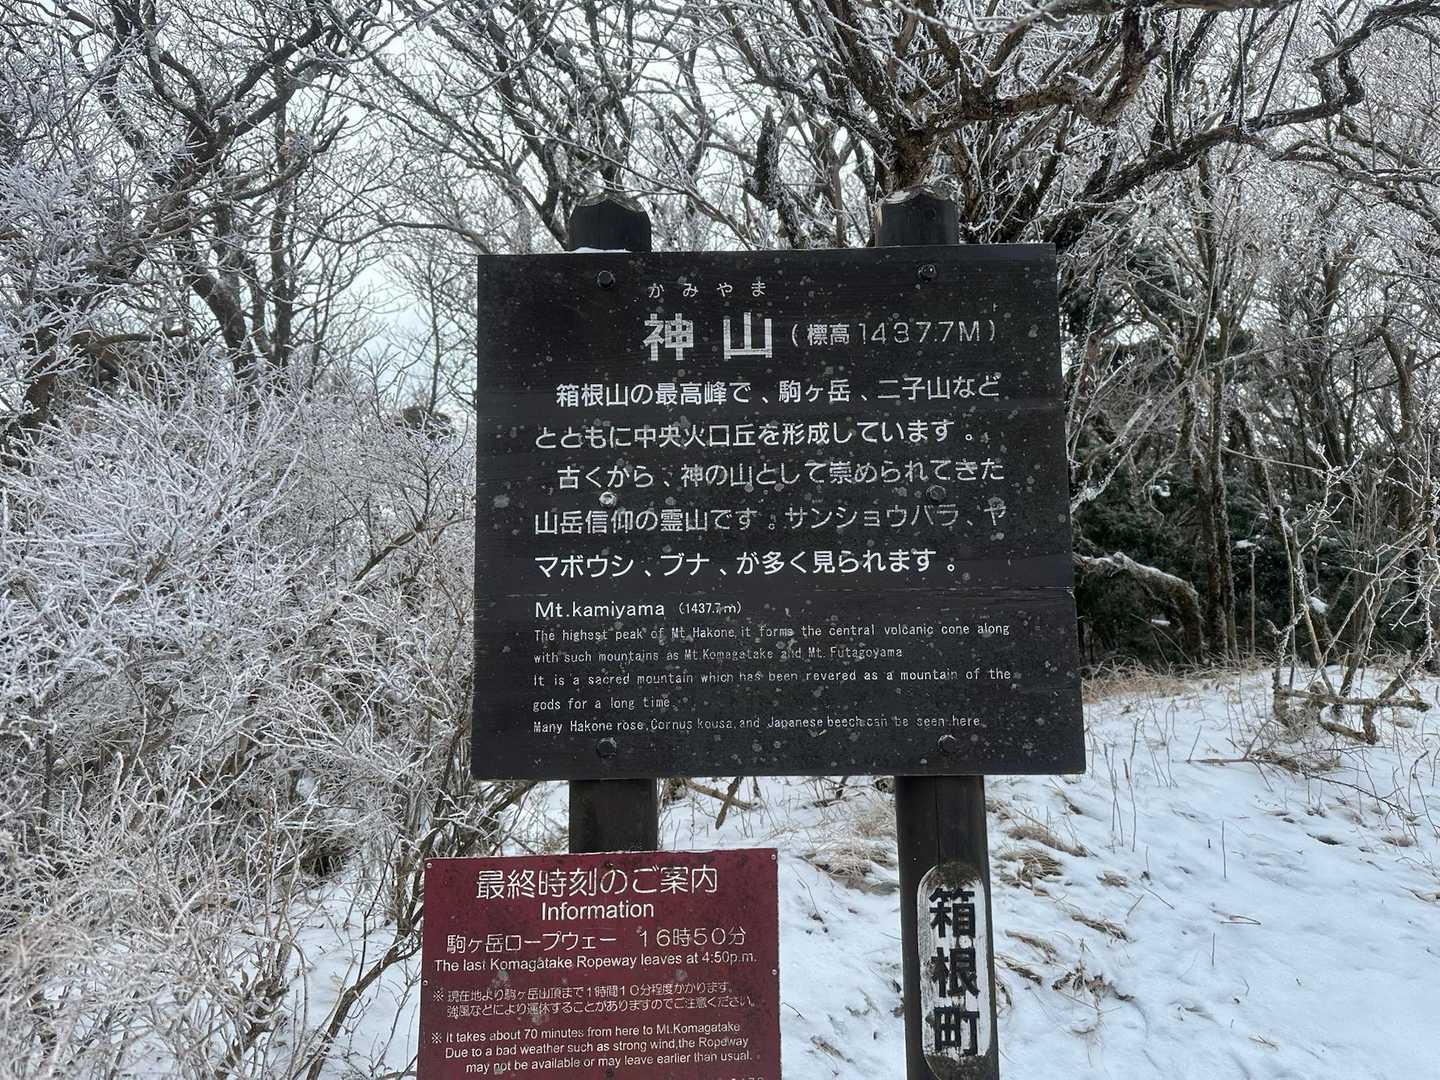 かみやま
神山（標高1437.7M）
箱根山の最高峰で、駒ヶ岳、二子山など
とともに中央火口丘を形成しています。
古くから、神の山として崇められてきた
山岳信仰の霊山です。サンショウバラ、ヤ
マボウシ、ブナ、が多く見られます。
Mt.kamiyama (1437.7m)
The highest peak of Mt.Hakone,it forms the central volcanic cone along
with such mountains as Mt.Komagatake and Mt.Futagoyama
It is a sacred mountain which has been revered as a mountain of the
gods for a long time.
Many Hakone rose,Cornus kousa,and Japanese beech can be seen here.
最終時刻のご案内
Information
駒ヶ岳ロープウェー 16時50分
The last Komagatake Ropeway leaves at 4:50p.m.
※現在地より駒ヶ岳山頂まで1時間10分程度かかります。
強風などにより運休することがありますのでご注意ください。
※It takes about 70 minutes from here to Mt.Komagatake
Due to a bad weather such as strong wind,the Ropeway
may not be available or may leave earlier than usual.
箱根町